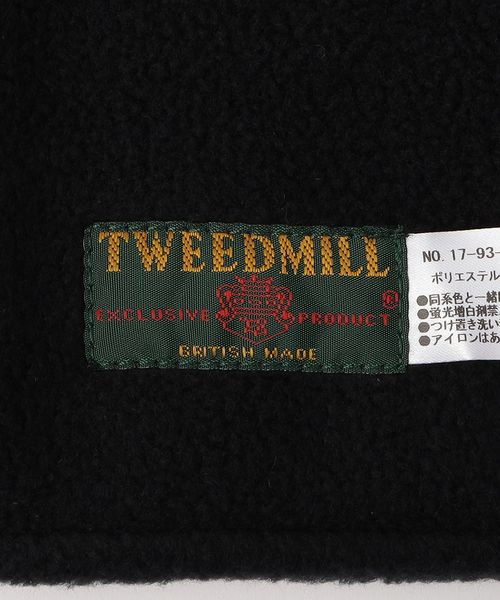 TWEEDMILL
®
EXCLUSIVE PRODUCT
BRITISH MADE
NO. 17-93-
ポリエステル
●同系色と一緒
●蛍光増白剤禁
●つけ置き洗い
●アイロンはあ